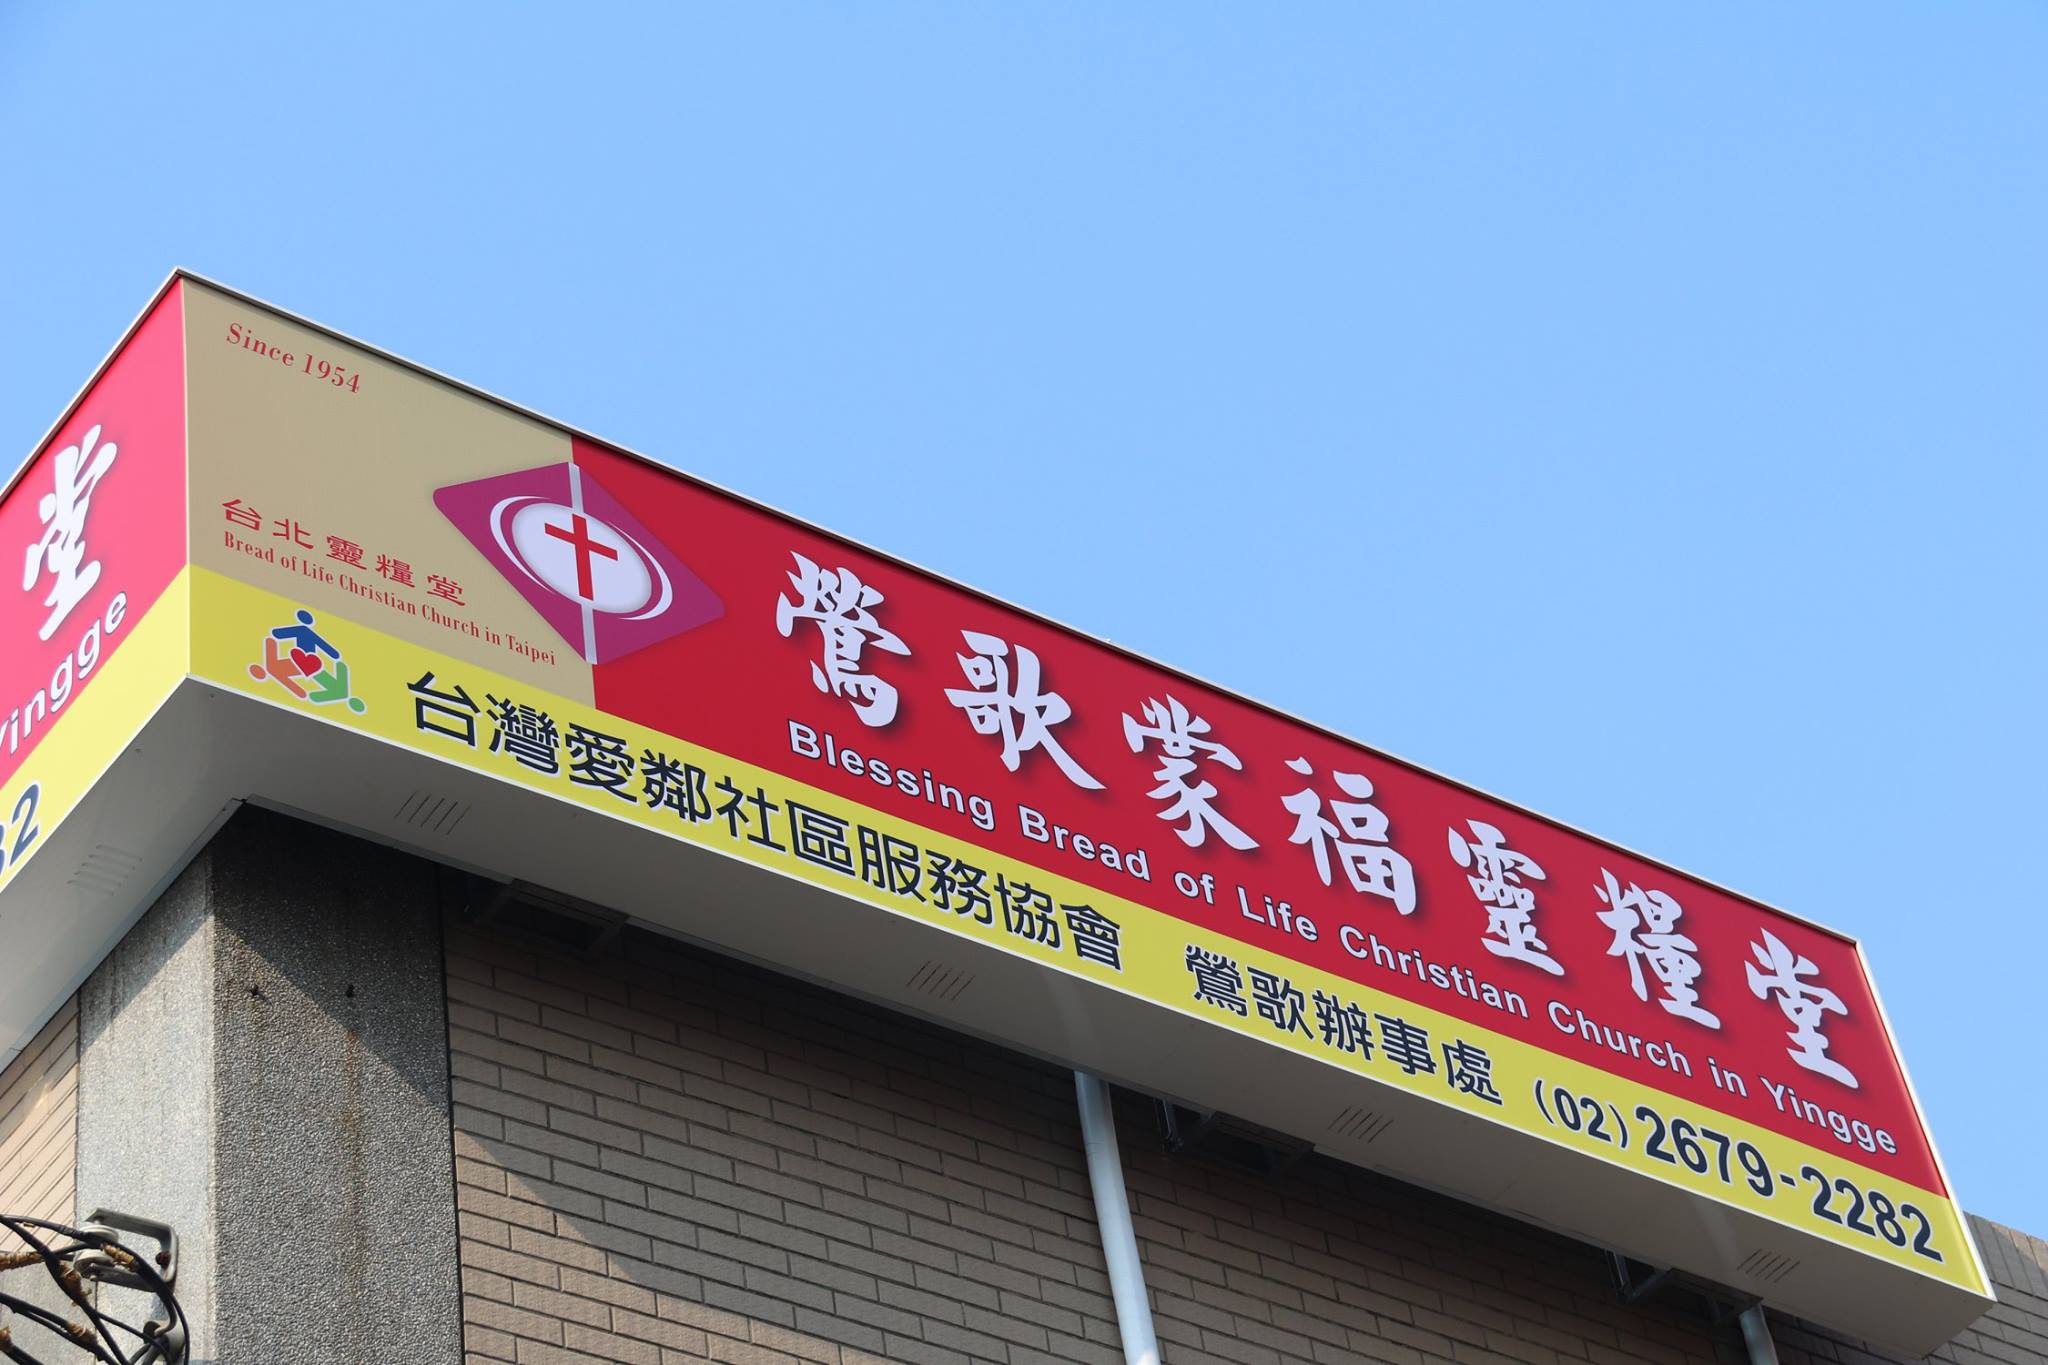 堂
Yingge
82
Since 1954
台北靈糧堂
Bread of Life Christian Church in Taipei
鶯歌蒙福靈糧堂
Blessing Bread of Life Christian Church in Yingge
台灣愛鄰社區服務協會 鶯歌辦事處 (02)2679-2282